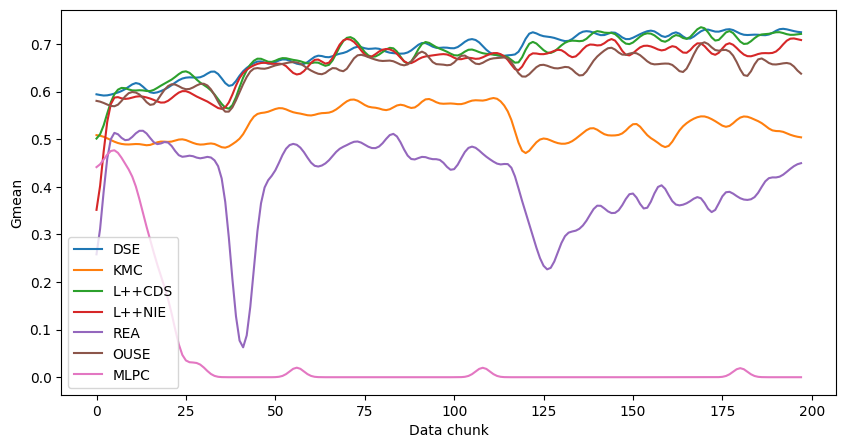 Gmean
0.7
0.6
0.5
0.4
0.3
0.2
0.1
0.0
DSE
KMC
L++CDS
L++NIE
REA
OUSE
MLPC
0 25 50 75 100 125 150 175 200
Data chunk